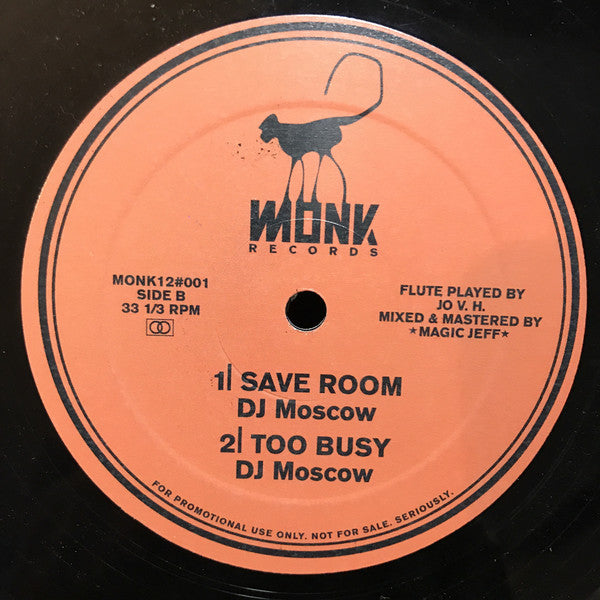 MONK
RECORDS
MONK12#001
SIDE B
33 1/3 RPM
FLUTE PLAYED BY
JO V. H.
MIXED & MASTERED BY
★MAGIC JEFF★
1| SAVE ROOM
DJ Moscow
2| TOO BUSY
DJ Moscow
FOR PROMOTIONAL USE ONLY. NOT FOR SALE. SERIOUSLY.